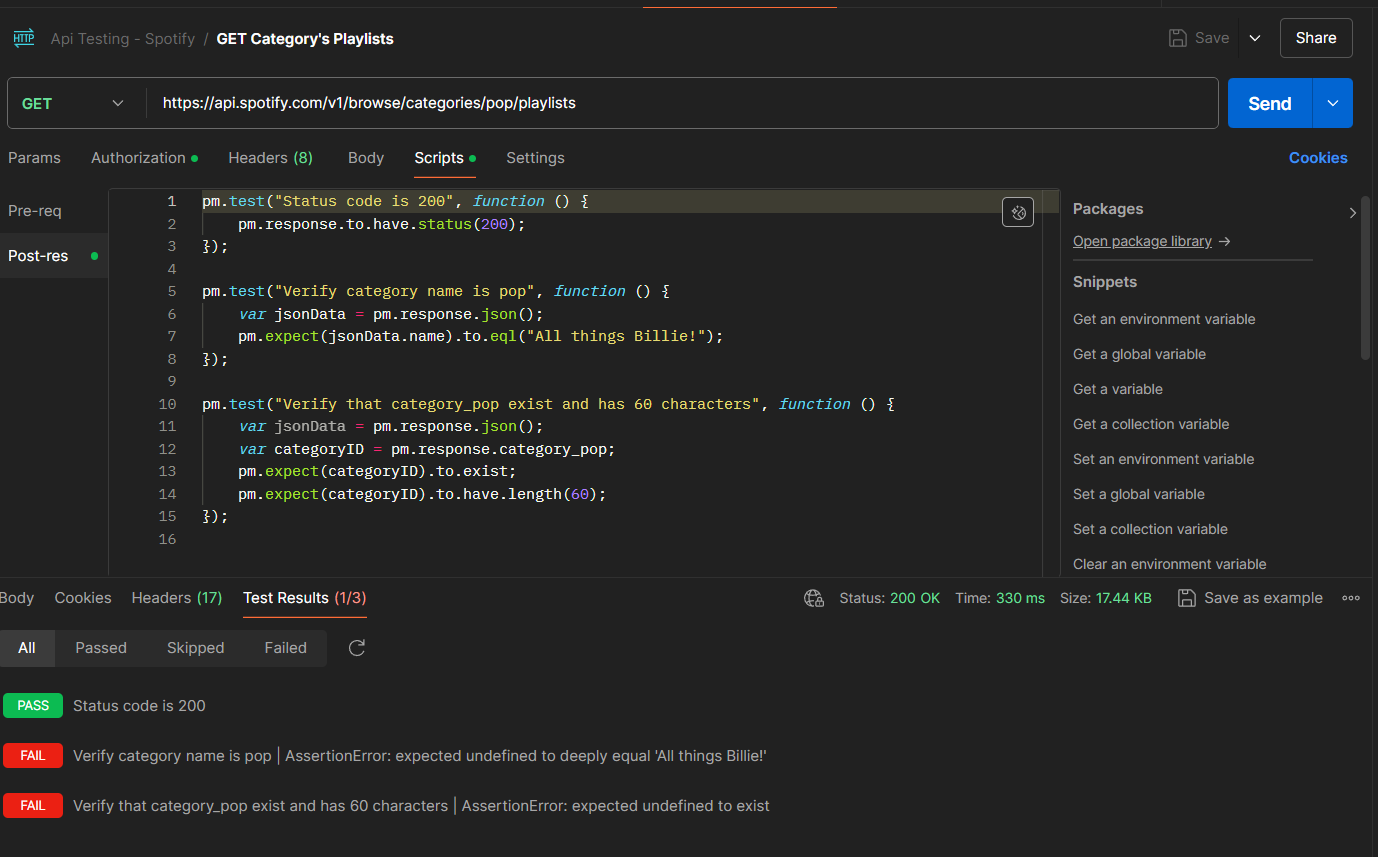 HTTP Api Testing - Spotify / GET Category's Playlists Save Share
GET https://api.spotify.com/v1/browse/categories/pop/playlists Send
Params Authorization Headers (8) Body Scripts Settings Cookies
Pre-req
Post-res
1 pm.test("Status code is 200", function () {
2 pm.response.to.have.status(200);
3 });
4
5 pm.test("Verify category name is pop", function () {
6 var jsonData = pm.response.json();
7 pm.expect(jsonData.name).to.eql("All things Billie!");
8 });
9
10 pm.test("Verify that category_pop exist and has 60 characters", function () {
11 var jsonData = pm.response.json();
12 var categoryID = pm.response.category_pop;
13 pm.expect(categoryID).to.exist;
14 pm.expect(categoryID).to.have.length(60);
15 });
16
Packages
Open package library →
Snippets
Get an environment variable
Get a global variable
Get a variable
Get a collection variable
Set an environment variable
Set a global variable
Set a collection variable
Clear an environment variable
Body Cookies Headers (17) Test Results (1/3) Status: 200 OK Time: 330 ms Size: 17.44 KB Save as example
All Passed Skipped Failed
PASS Status code is 200
FAIL Verify category name is pop | AssertionError: expected undefined to deeply equal 'All things Billie!'
FAIL Verify that category_pop exist and has 60 characters | AssertionError: expected undefined to exist